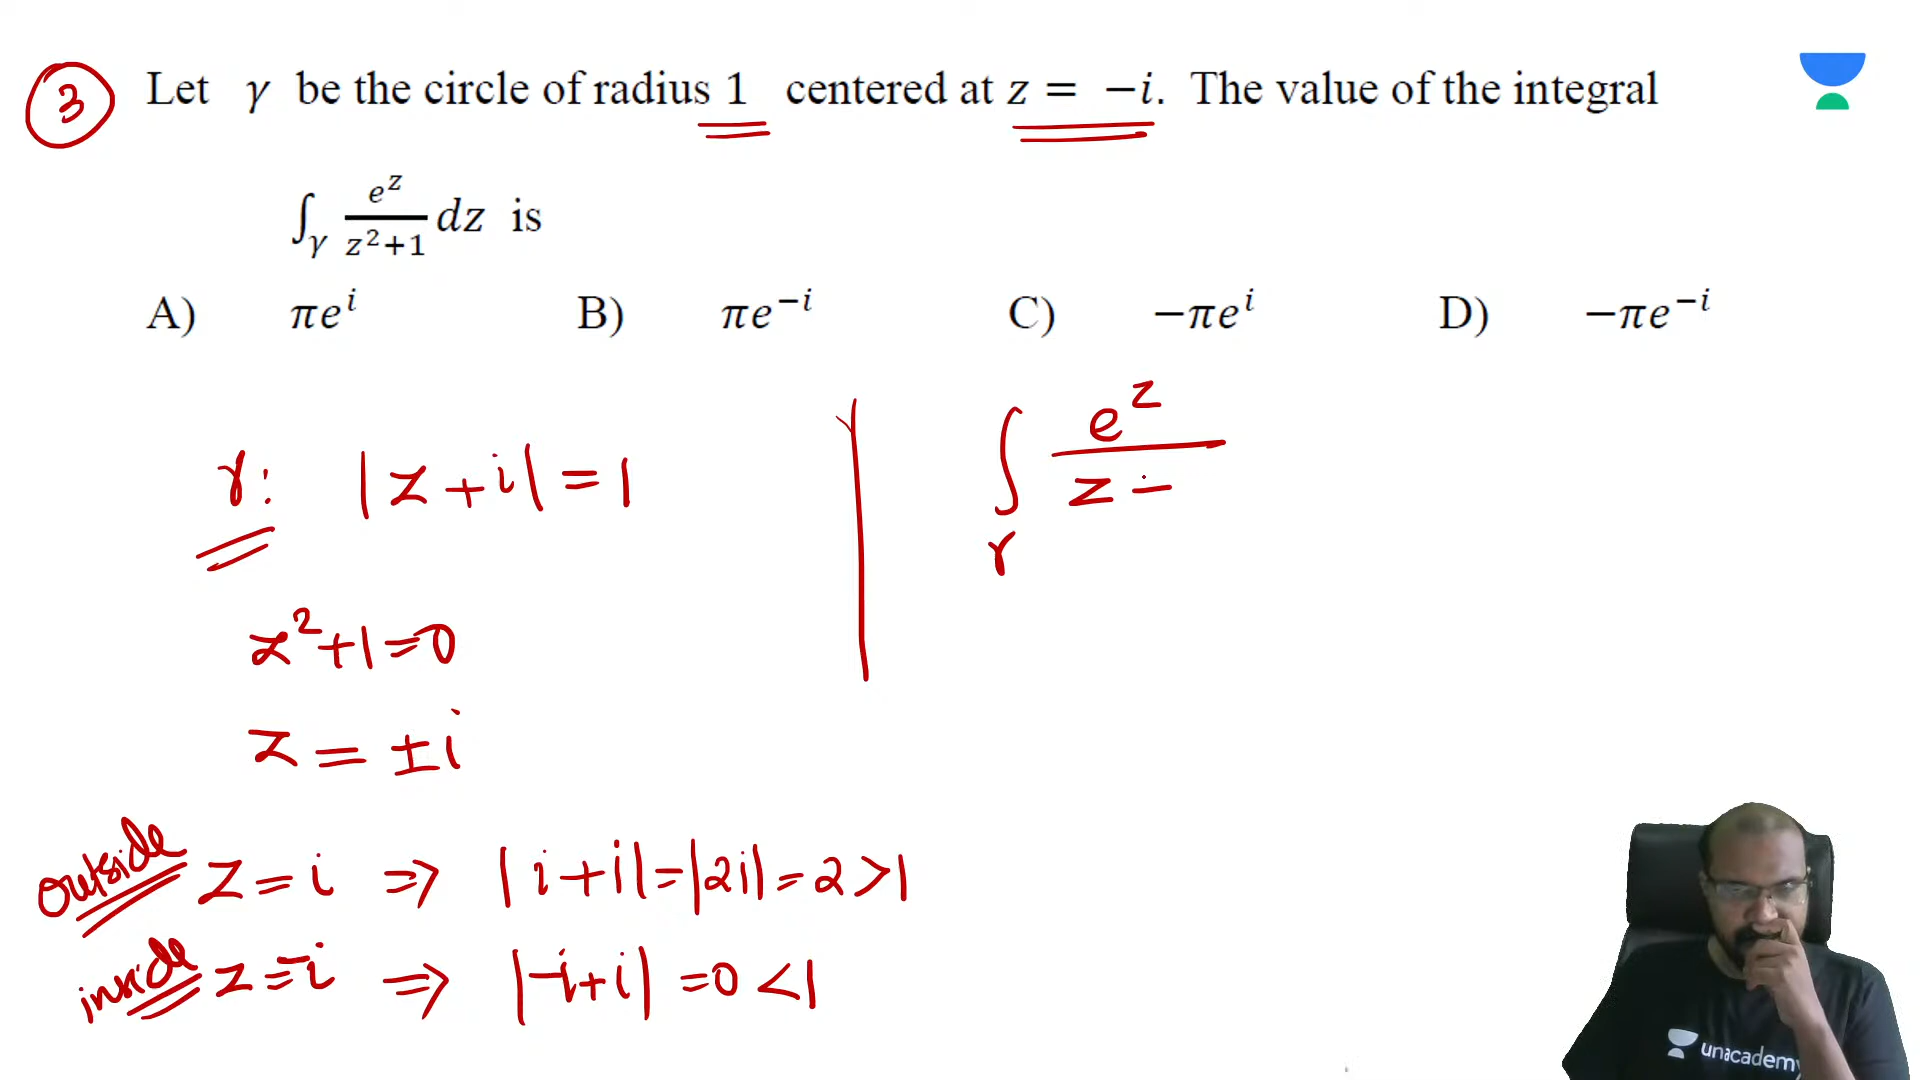 ③ Let γ be the circle of radius 1 centered at z = −i. The value of the integral
∫γ e^z/(z²+1) dz is
A) πe^i B) πe^−i C) −πe^i D) −πe^−i
γ: |z+i| = 1
z²+1=0
z = ±i
outside z = i ⇒ |i+i| = |2i| = 2 > 1
inside z = −i ⇒ |−i+i| = 0 < 1
∫γ e^z/(z −
unacademy